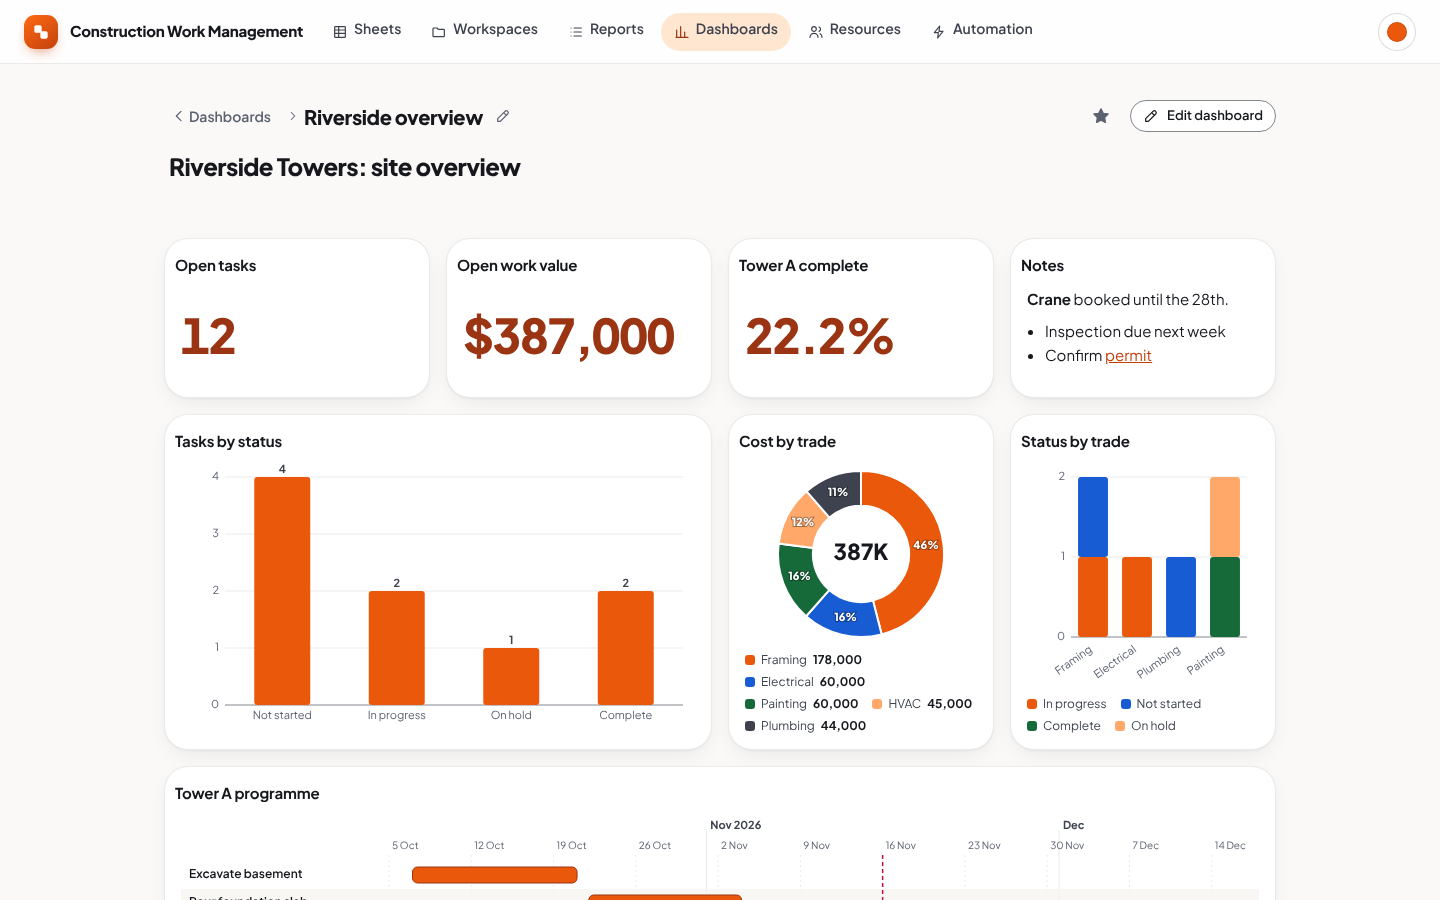 Construction Work Management
Sheets
Workspaces
Reports
Dashboards
Resources
Automation
Dashboards
Riverside overview
Edit dashboard
Riverside Towers: site overview
Open tasks
12
Open work value
$387,000
Tower A complete
22.2%
Notes
Crane booked until the 28th.
• Inspection due next week
• Confirm permit
Tasks by status
4
3
2
1
0
4
2
1
2
Not started
In progress
On hold
Complete
Cost by trade
11%
12%
46%
387K
16%
16%
Framing 178,000
Electrical 60,000
Painting 60,000 HVAC 45,000
Plumbing 44,000
Status by trade
2
1
0
Framing
Electrical
Plumbing
Painting
In progress Not started
Complete On hold
Tower A programme
Nov 2026 Dec
5 Oct 12 Oct 19 Oct 26 Oct 2 Nov 9 Nov 16 Nov 23 Nov 30 Nov 7 Dec 14 Dec
Excavate basement